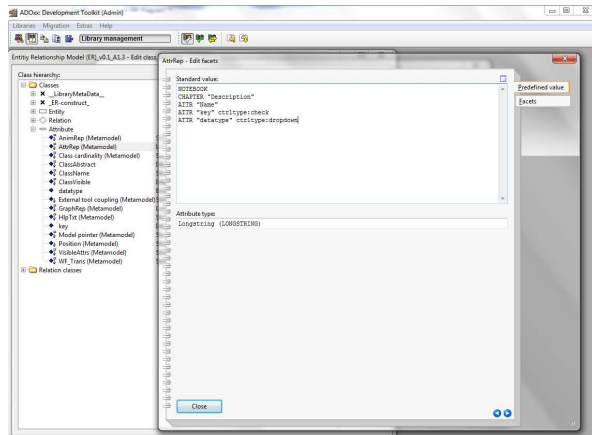 ADOxx: Development Toolkit (Admin)
Libraries Migration Extras Help
Library management
Entity Relationship Model (ER)_v0.1_A1.3 - Edit class
AttrRep - Edit facets
Class hierarchy:
Classes
__LibraryMetaData__
_ER-construct_
Entity
Relation
Attribute
AnimRep (Metamodel)
AttrRep (Metamodel)
Class cardinality (Metamodel)
ClassAbstract
ClassName
ClassVisible
datatype
External tool coupling (Metamodel)
GraphRep (Metamodel)
HlpTxt (Metamodel)
key
Model pointer (Metamodel)
Position (Metamodel)
VisibleAttrs (Metamodel)
WF_Trans (Metamodel)
Relation classes
Standard value:
NOTEBOOK
CHAPTER "Description"
ATTR "Name"
ATTR "key" ctrltype:check
ATTR "datatype" ctrltype:dropdown
Attribute type:
Longstring (LONGSTRING)
Close
Predefined value
Facets